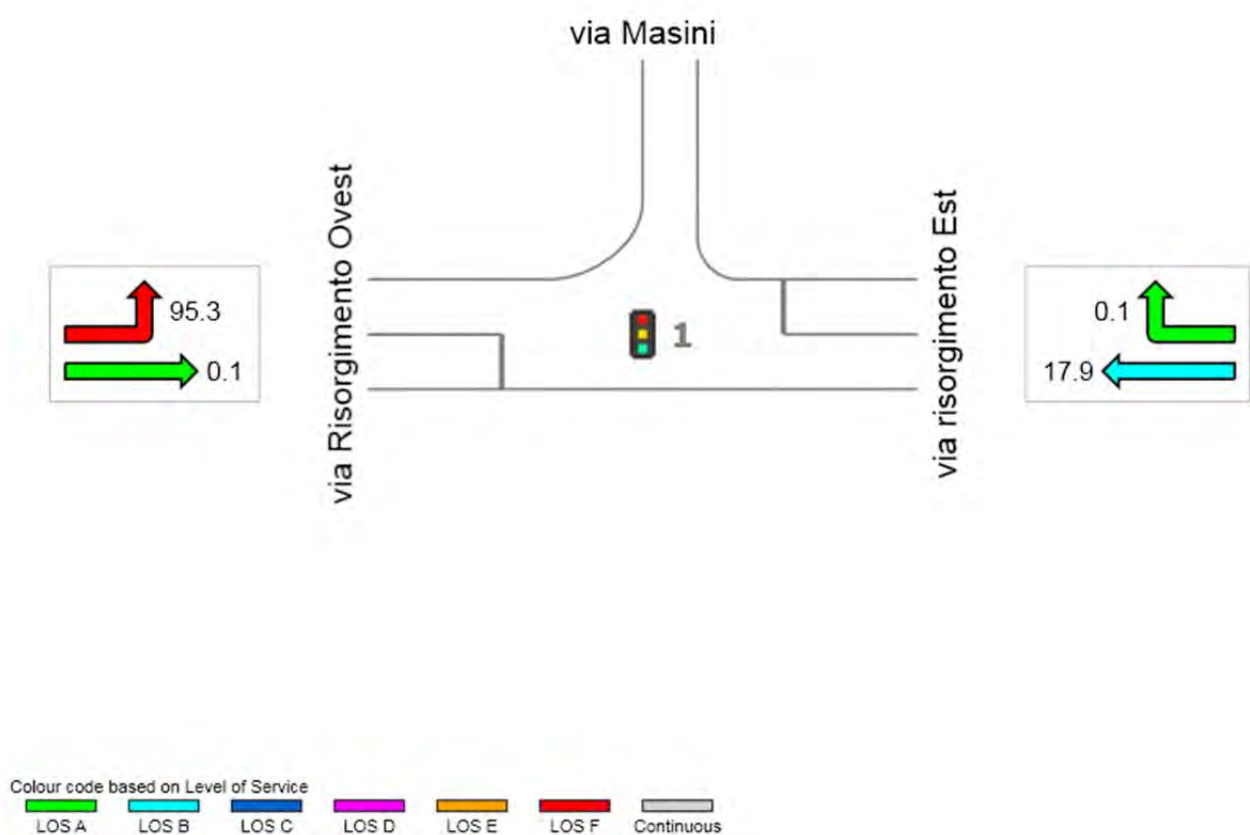 via Masini
via Risorgimento Ovest
via risorgimento Est
95.3
0.1
1
0.1
17.9
Colour code based on Level of Service
LOS A LOS B LOS C LOS D LOS E LOS F Continuous